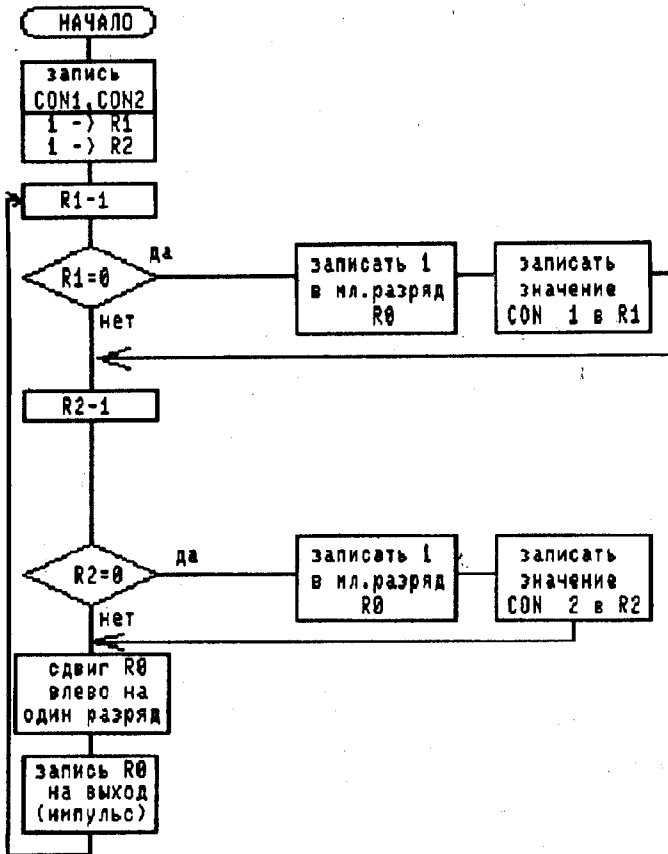 НАЧАЛО
запись
CON1,CON2
1 -> R1
1 -> R2
R1-1
R1=0
да
записать 1
в мл.разряд
R0
записать
значение
CON 1 в R1
нет
R2-1
R2=0
да
записать 1
в мл.разряд
R0
записать
значение
CON 2 в R2
нет
сдвиг R0
влево на
один разряд
запись R0
на выход
(импульс)